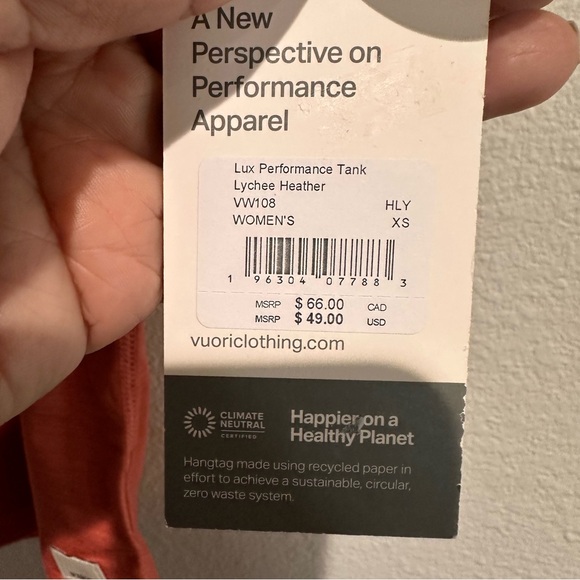 A New
Perspective on
Performance
Apparel
Lux Performance Tank
Lychee Heather
VW108 HLY
WOMEN'S XS
1 96304 07788 3
MSRP $ 66.00 CAD
MSRP $ 49.00 USD
vuoriclothing.com
CLIMATE
NEUTRAL
CERTIFIED
Happier on a
Healthy Planet
Hangtag made using recycled paper in
effort to achieve a sustainable, circular,
zero waste system.